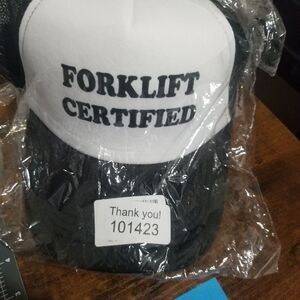 FORKLIFT
CERTIFIED
Thank you!
101423